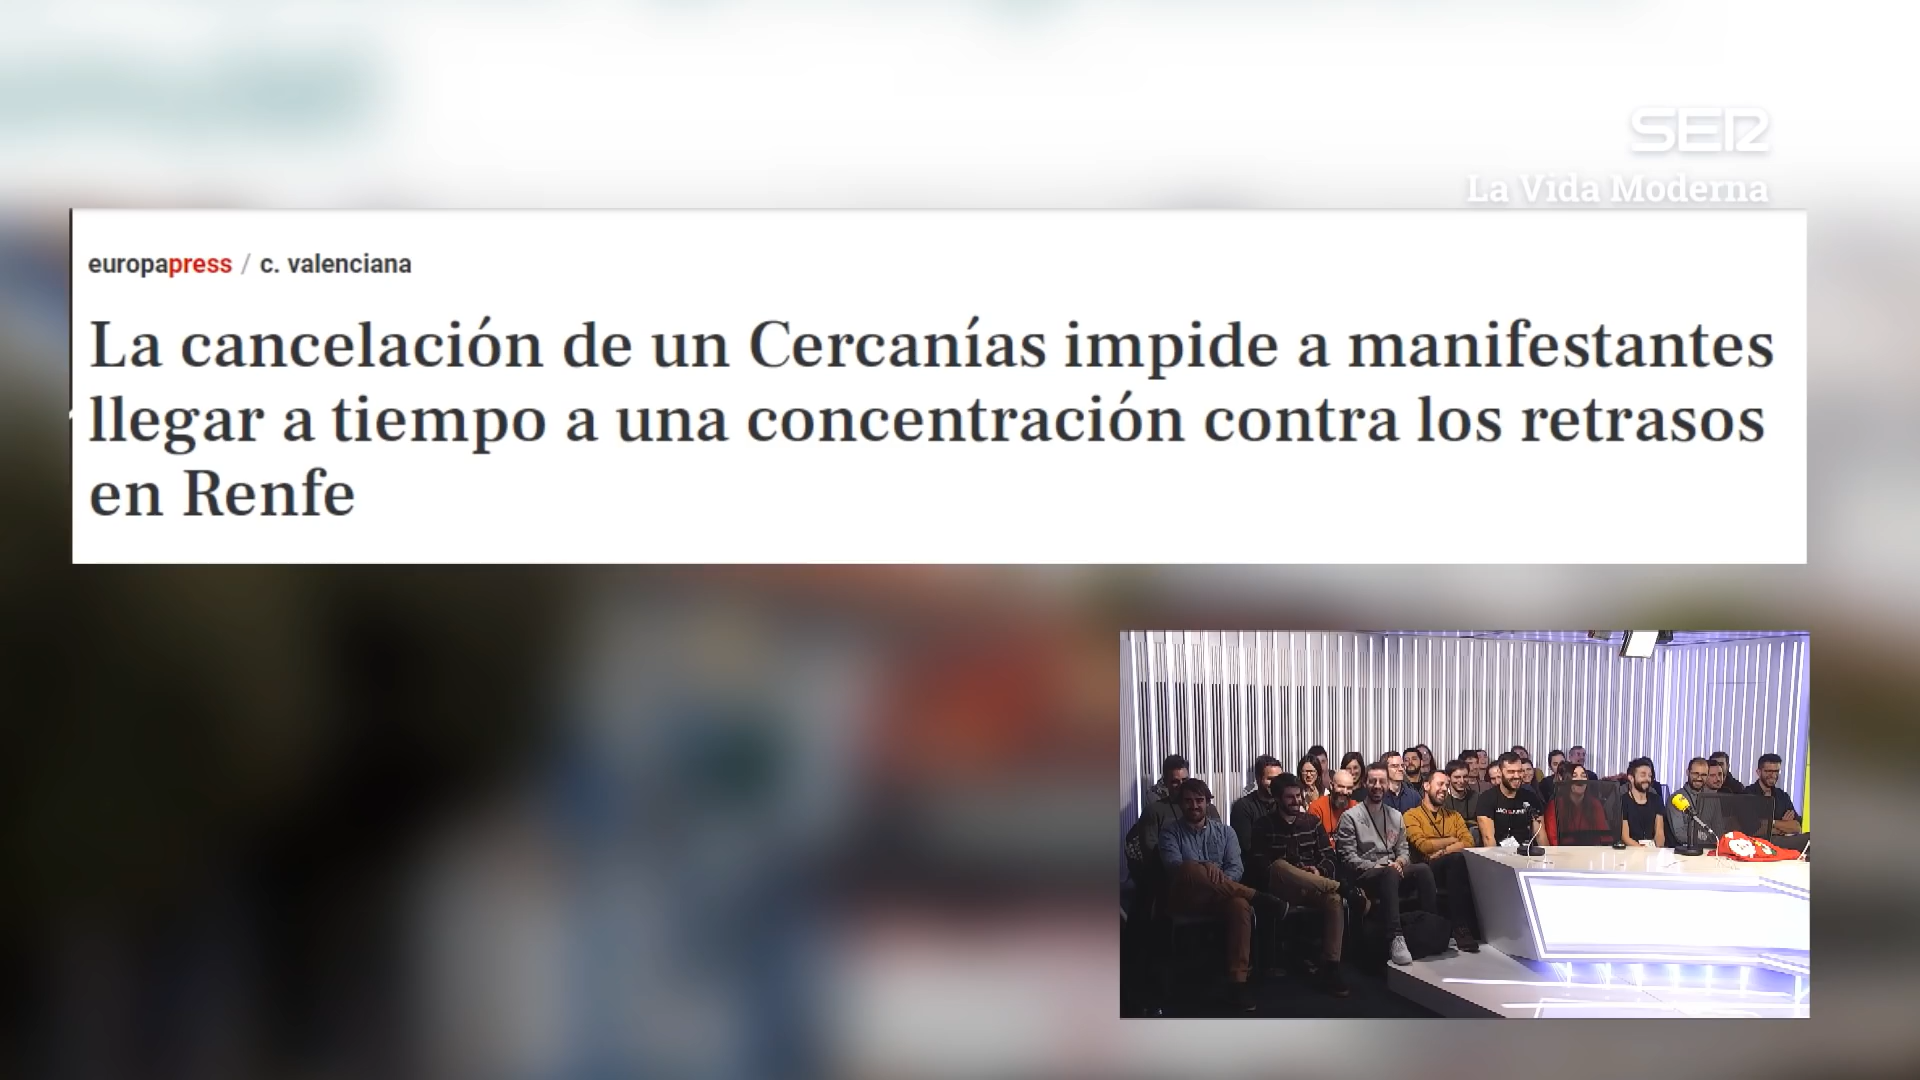 SER
La Vida Moderna
europapress / c. valenciana
La cancelación de un Cercanías impide a manifestantes
llegar a tiempo a una concentración contra los retrasos
en Renfe